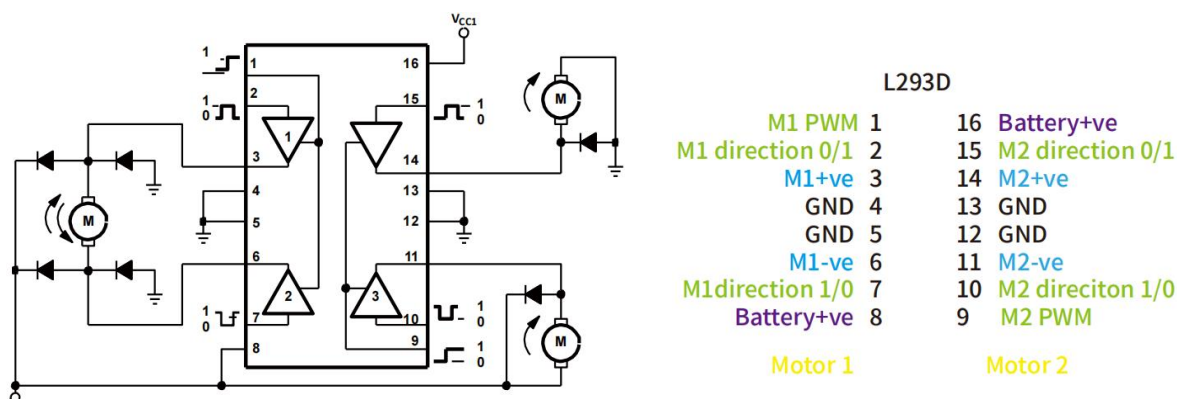 VCC1
1
0
1
0
1
2
3
4
5
6
7
8
1
0
16
15
14
13
12
11
10
9
1
0
1
0
1
0
1
2
3
M
M
M
L293D
M1 PWM 1 16 Battery+ve
M1 direction 0/1 2 15 M2 direction 0/1
M1+ve 3 14 M2+ve
GND 4 13 GND
GND 5 12 GND
M1-ve 6 11 M2-ve
M1direction 1/0 7 10 M2 direciton 1/0
Battery+ve 8 9 M2 PWM
Motor 1 Motor 2